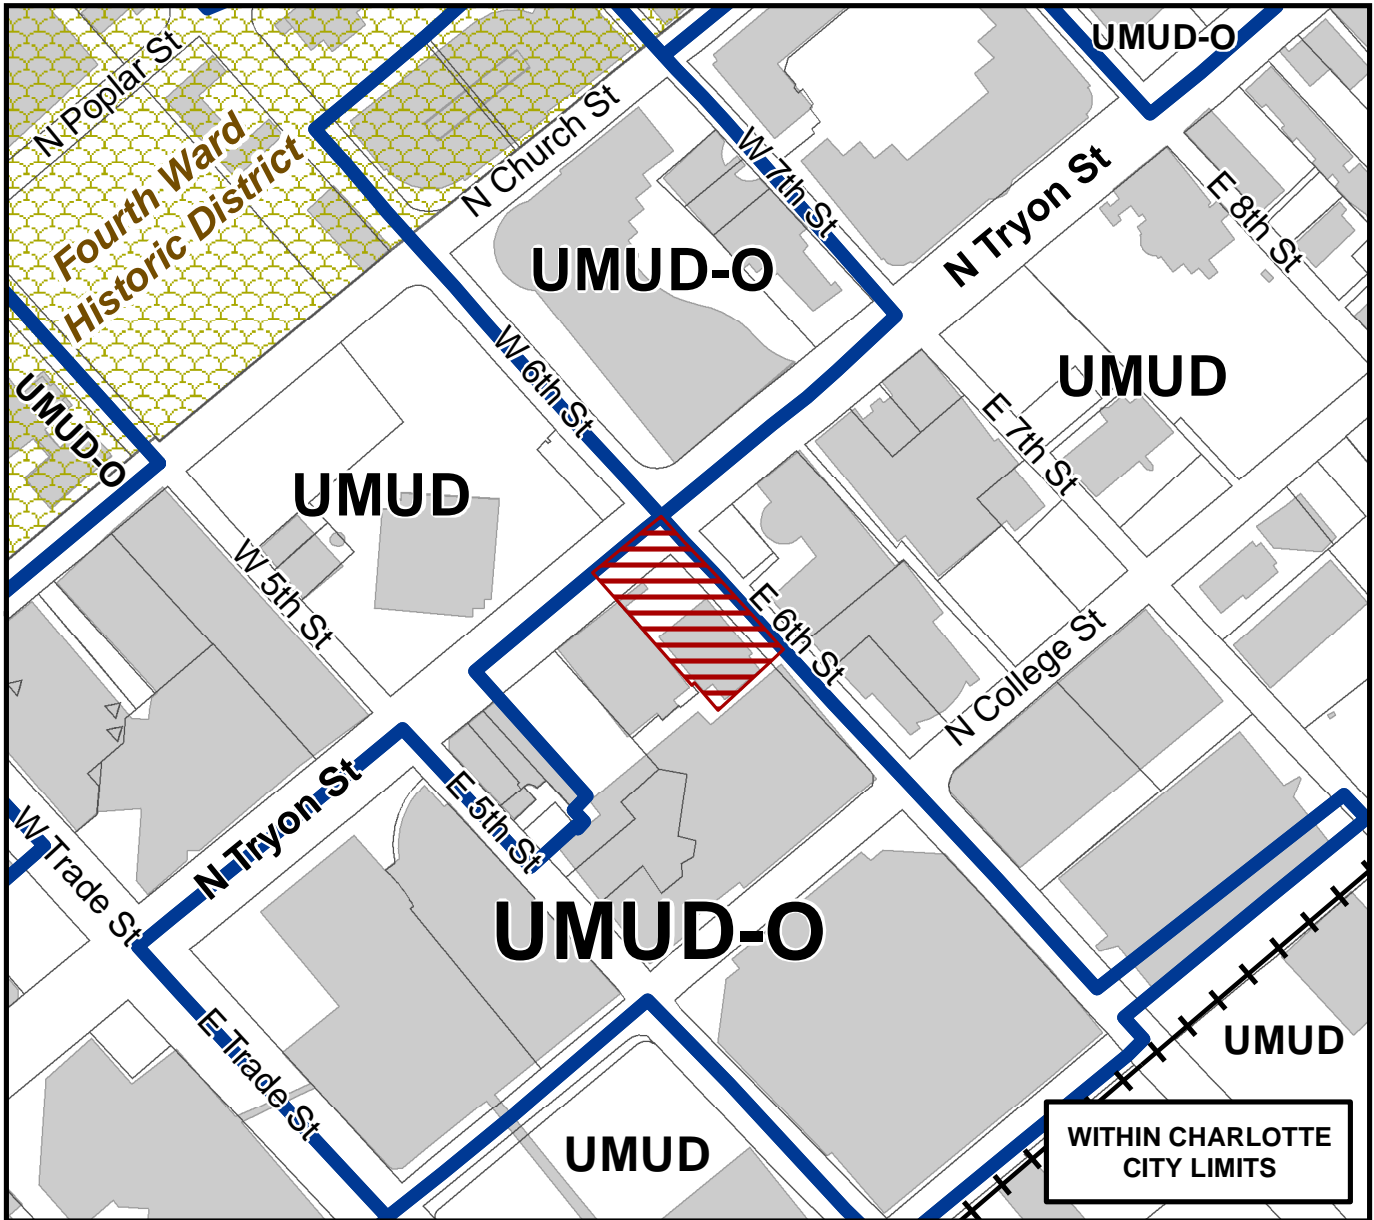 UMUD-O
N Poplar St
N Church St
Fourth Ward
Historic District
W 7th St
N Tryon St
E 8th St
UMUD-O
UMUD
W 6th St
UMUD-O
E 7th St
UMUD
W 5th St
E 6th St
N College St
N Tryon St
E 5th St
W Trade St
UMUD-O
E Trade St
UMUD
UMUD
WITHIN CHARLOTTE
CITY LIMITS